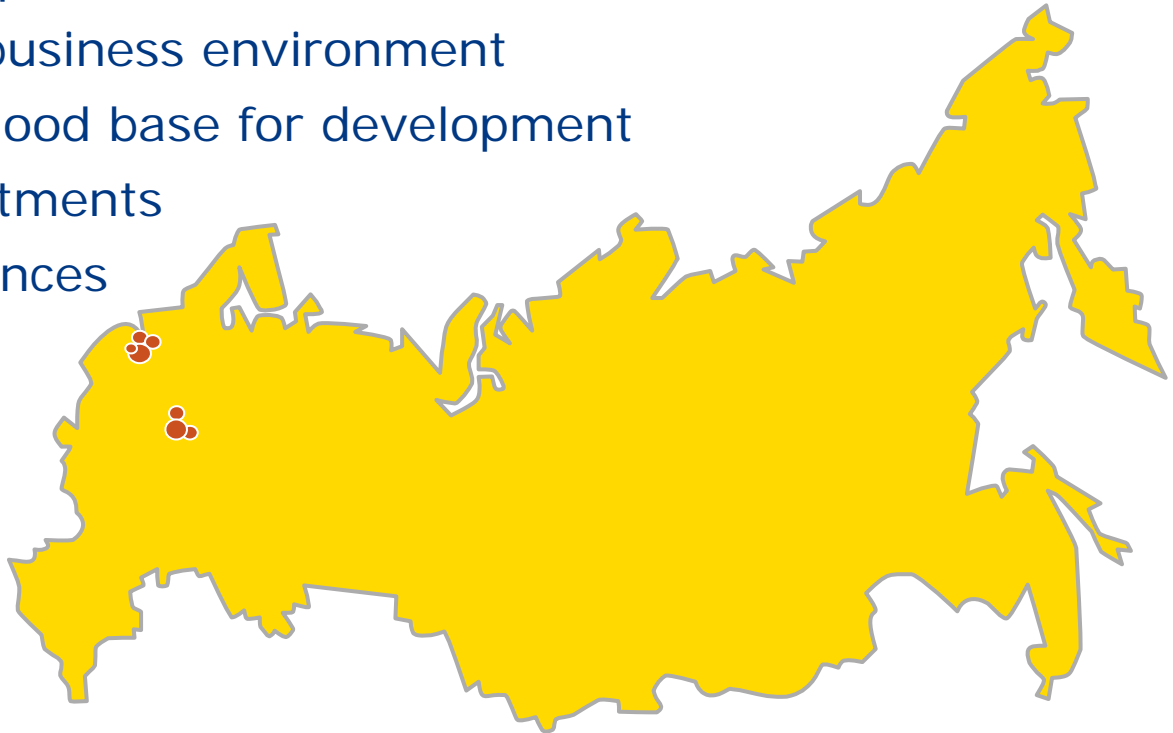 business environment
ood base for development
tments
nces